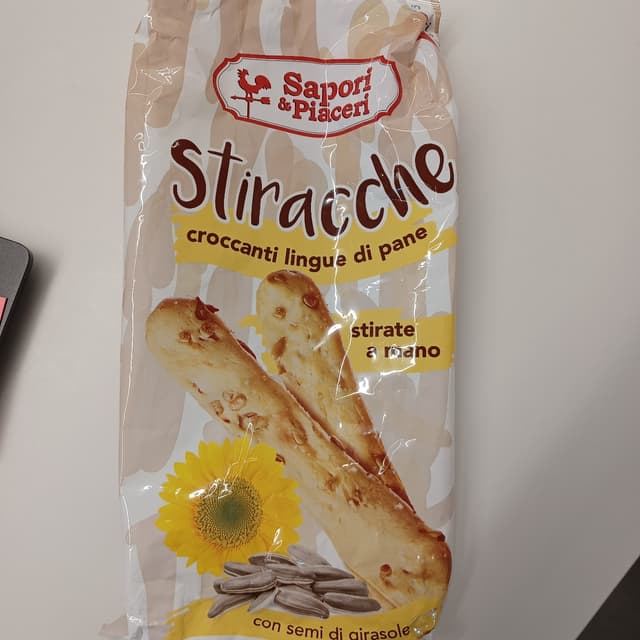 Sapori
& Piaceri
Stiracche
croccanti lingue di pane
stirate
a mano
con semi di girasole